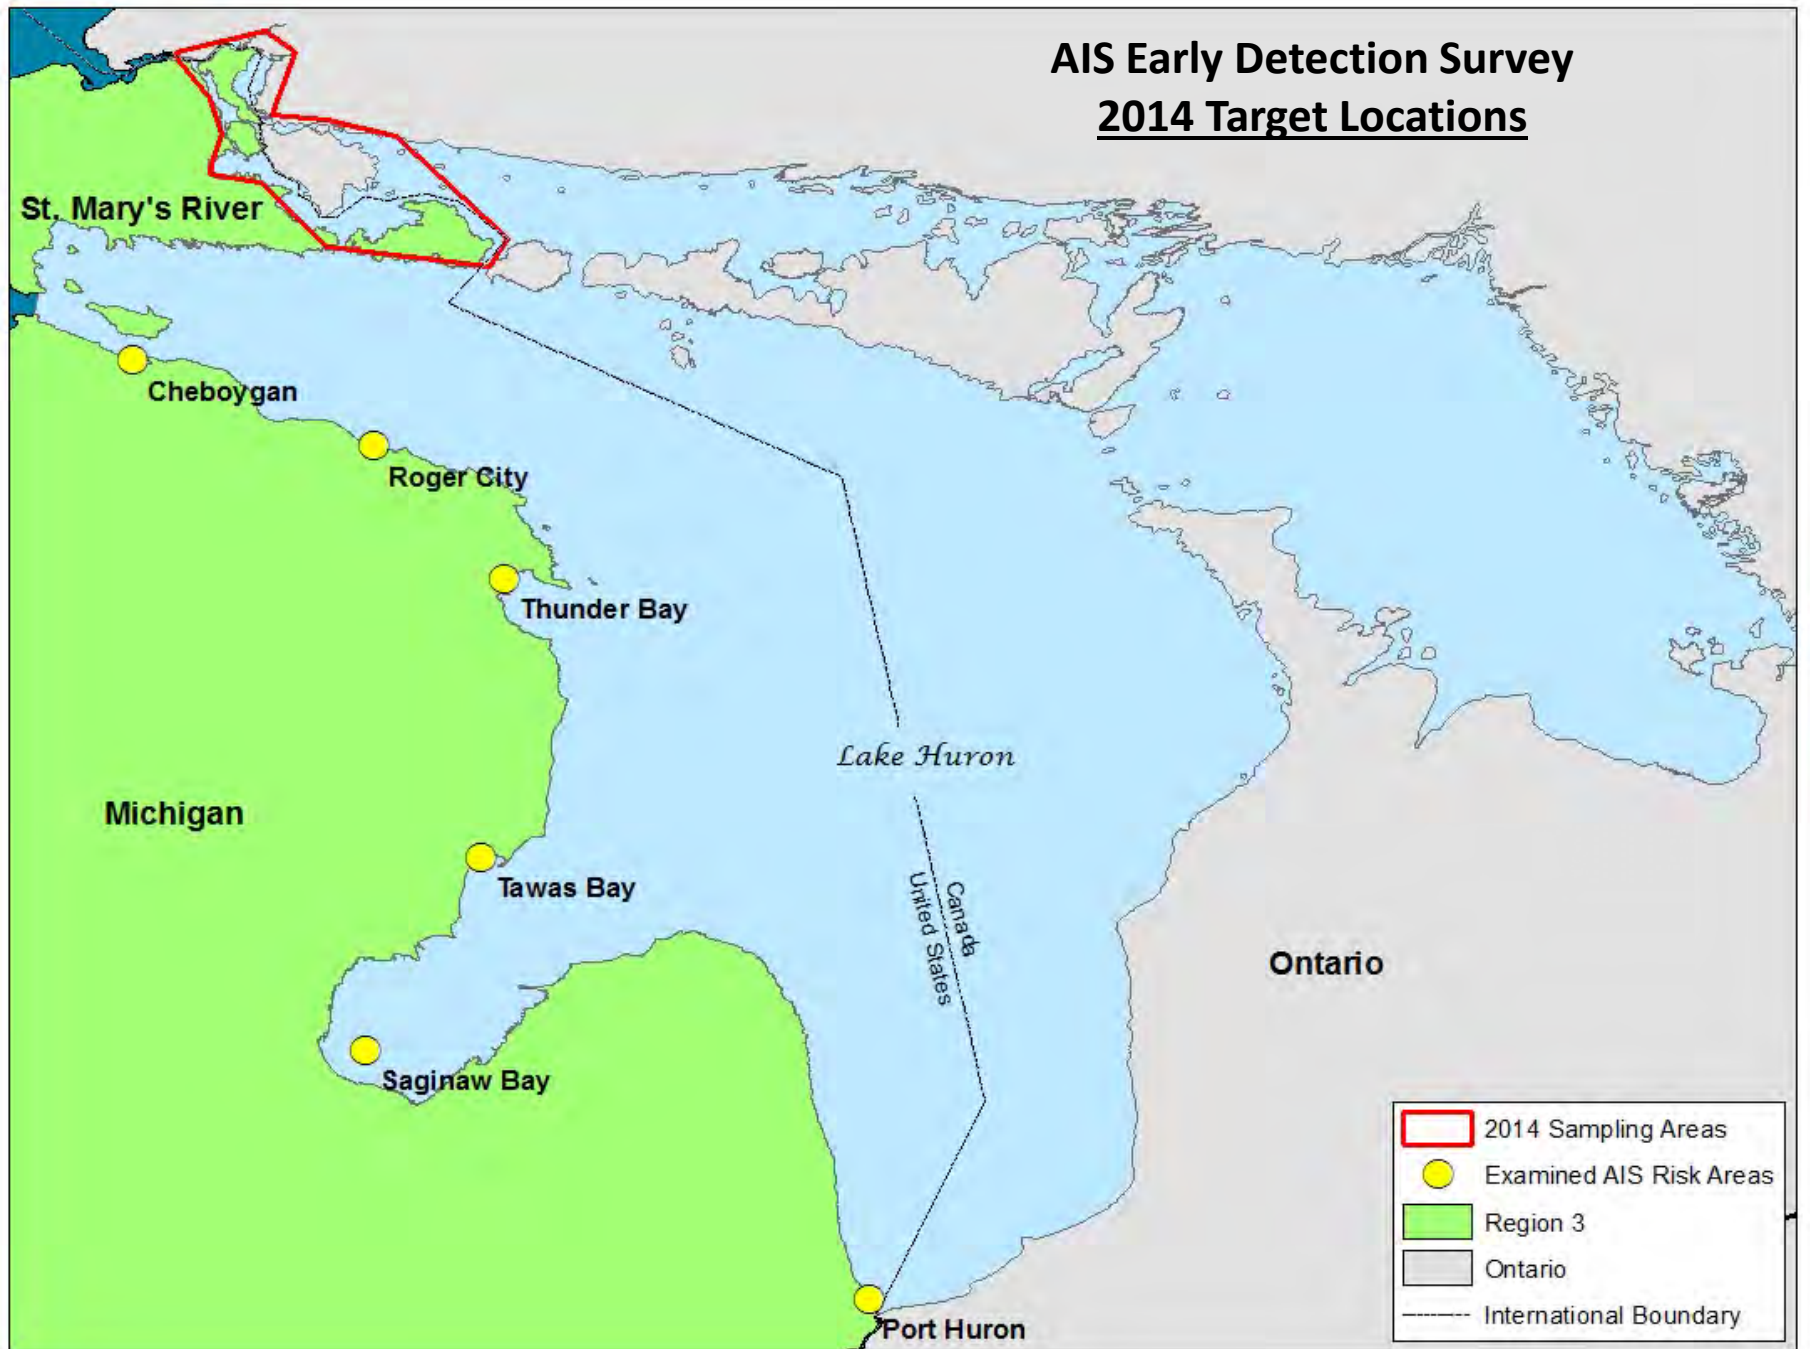 AIS Early Detection Survey
2014 Target Locations
St. Mary's River
Cheboygan
Roger City
Thunder Bay
Lake Huron
Michigan
Tawas Bay
Canada
United States
Ontario
Saginaw Bay
Port Huron
2014 Sampling Areas
Examined AIS Risk Areas
Region 3
Ontario
International Boundary